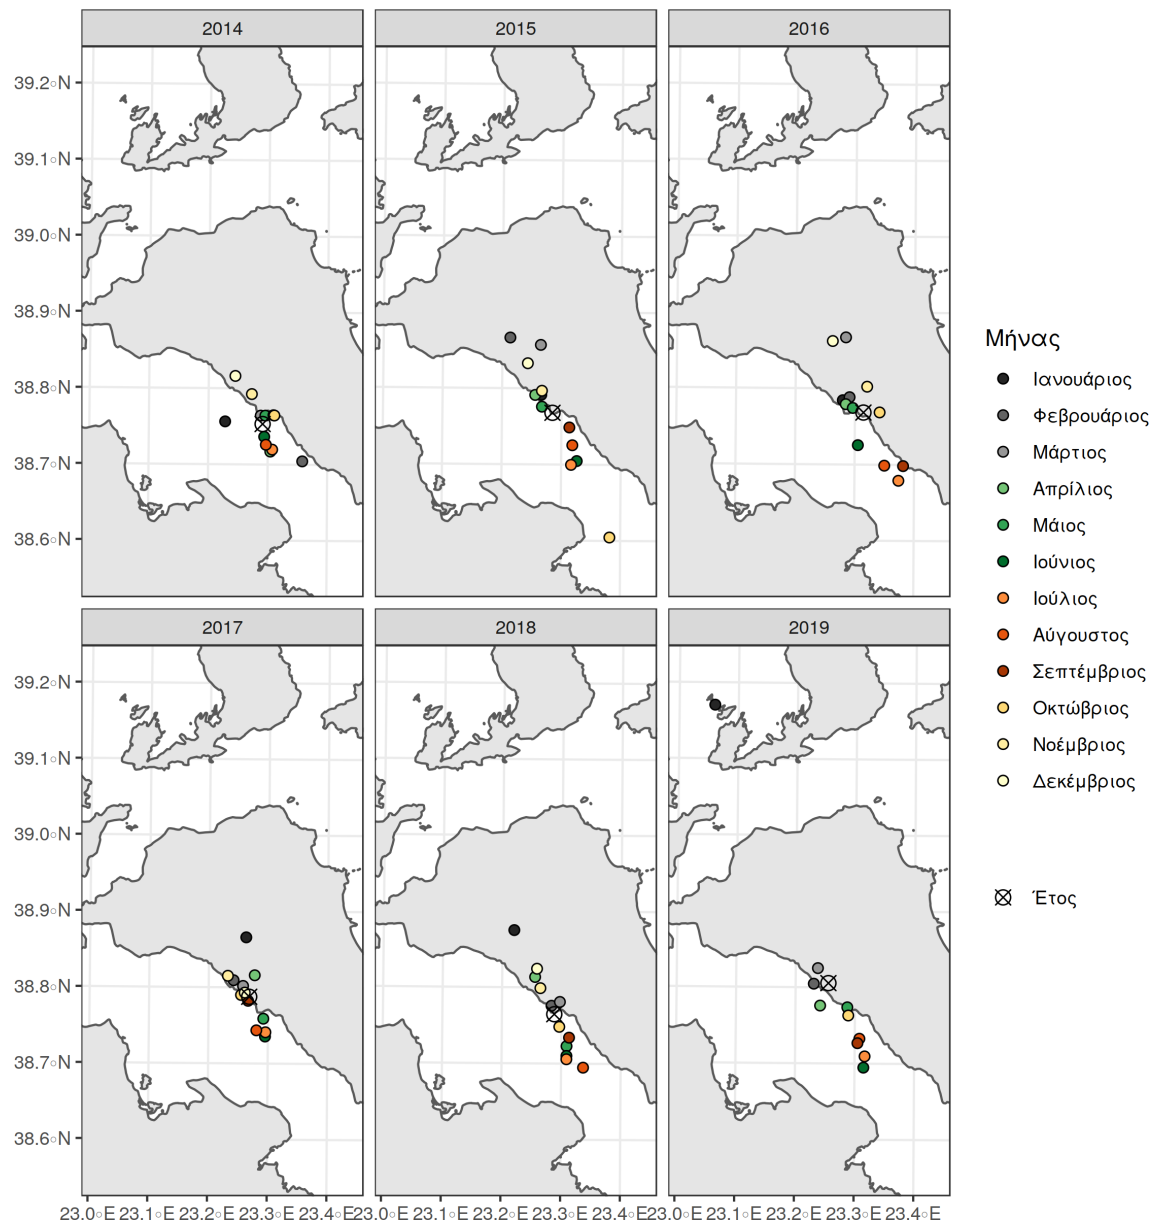 2014 2015 2016
39.2°N
39.1°N
39.0°N
38.9°N
38.8°N
38.7°N
38.6°N
2017 2018 2019
39.2°N
39.1°N
39.0°N
38.9°N
38.8°N
38.7°N
38.6°N
23.0°E 23.1°E 23.2°E 23.3°E 23.4°E 23.0°E 23.1°E 23.2°E 23.3°E 23.4°E 23.0°E 23.1°E 23.2°E 23.3°E 23.4°E
Μήνας
Ιανουάριος
Φεβρουάριος
Μάρτιος
Απρίλιος
Μάιος
Ιούνιος
Ιούλιος
Αύγουστος
Σεπτέμβριος
Οκτώβριος
Νοέμβριος
Δεκέμβριος
Έτος